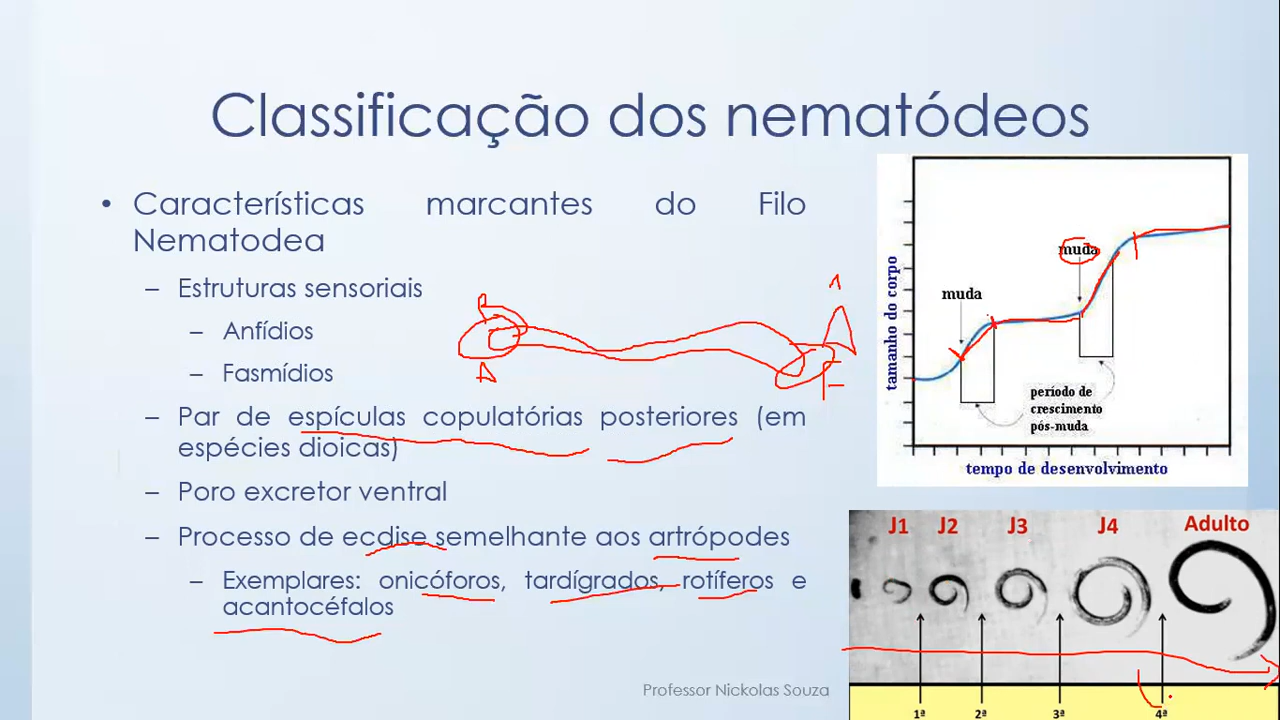 Classificação dos nematódeos
• Características marcantes do Filo
Nematodea
– Estruturas sensoriais
– Anfídios
– Fasmídios
– Par de espículas copulatórias posteriores (em
espécies dioicas)
– Poro excretor ventral
– Processo de ecdise semelhante aos artrópodes
– Exemplares: onicóforos, tardígrados, rotíferos e
acantocéfalos
Professor Nickolas Souza
tamanho do corpo
muda
muda
período de
crescimento
pós-muda
tempo de desenvolvimento
J1 J2 J3 J4 Adulto
1ª 2ª 3ª 4ª
A
F